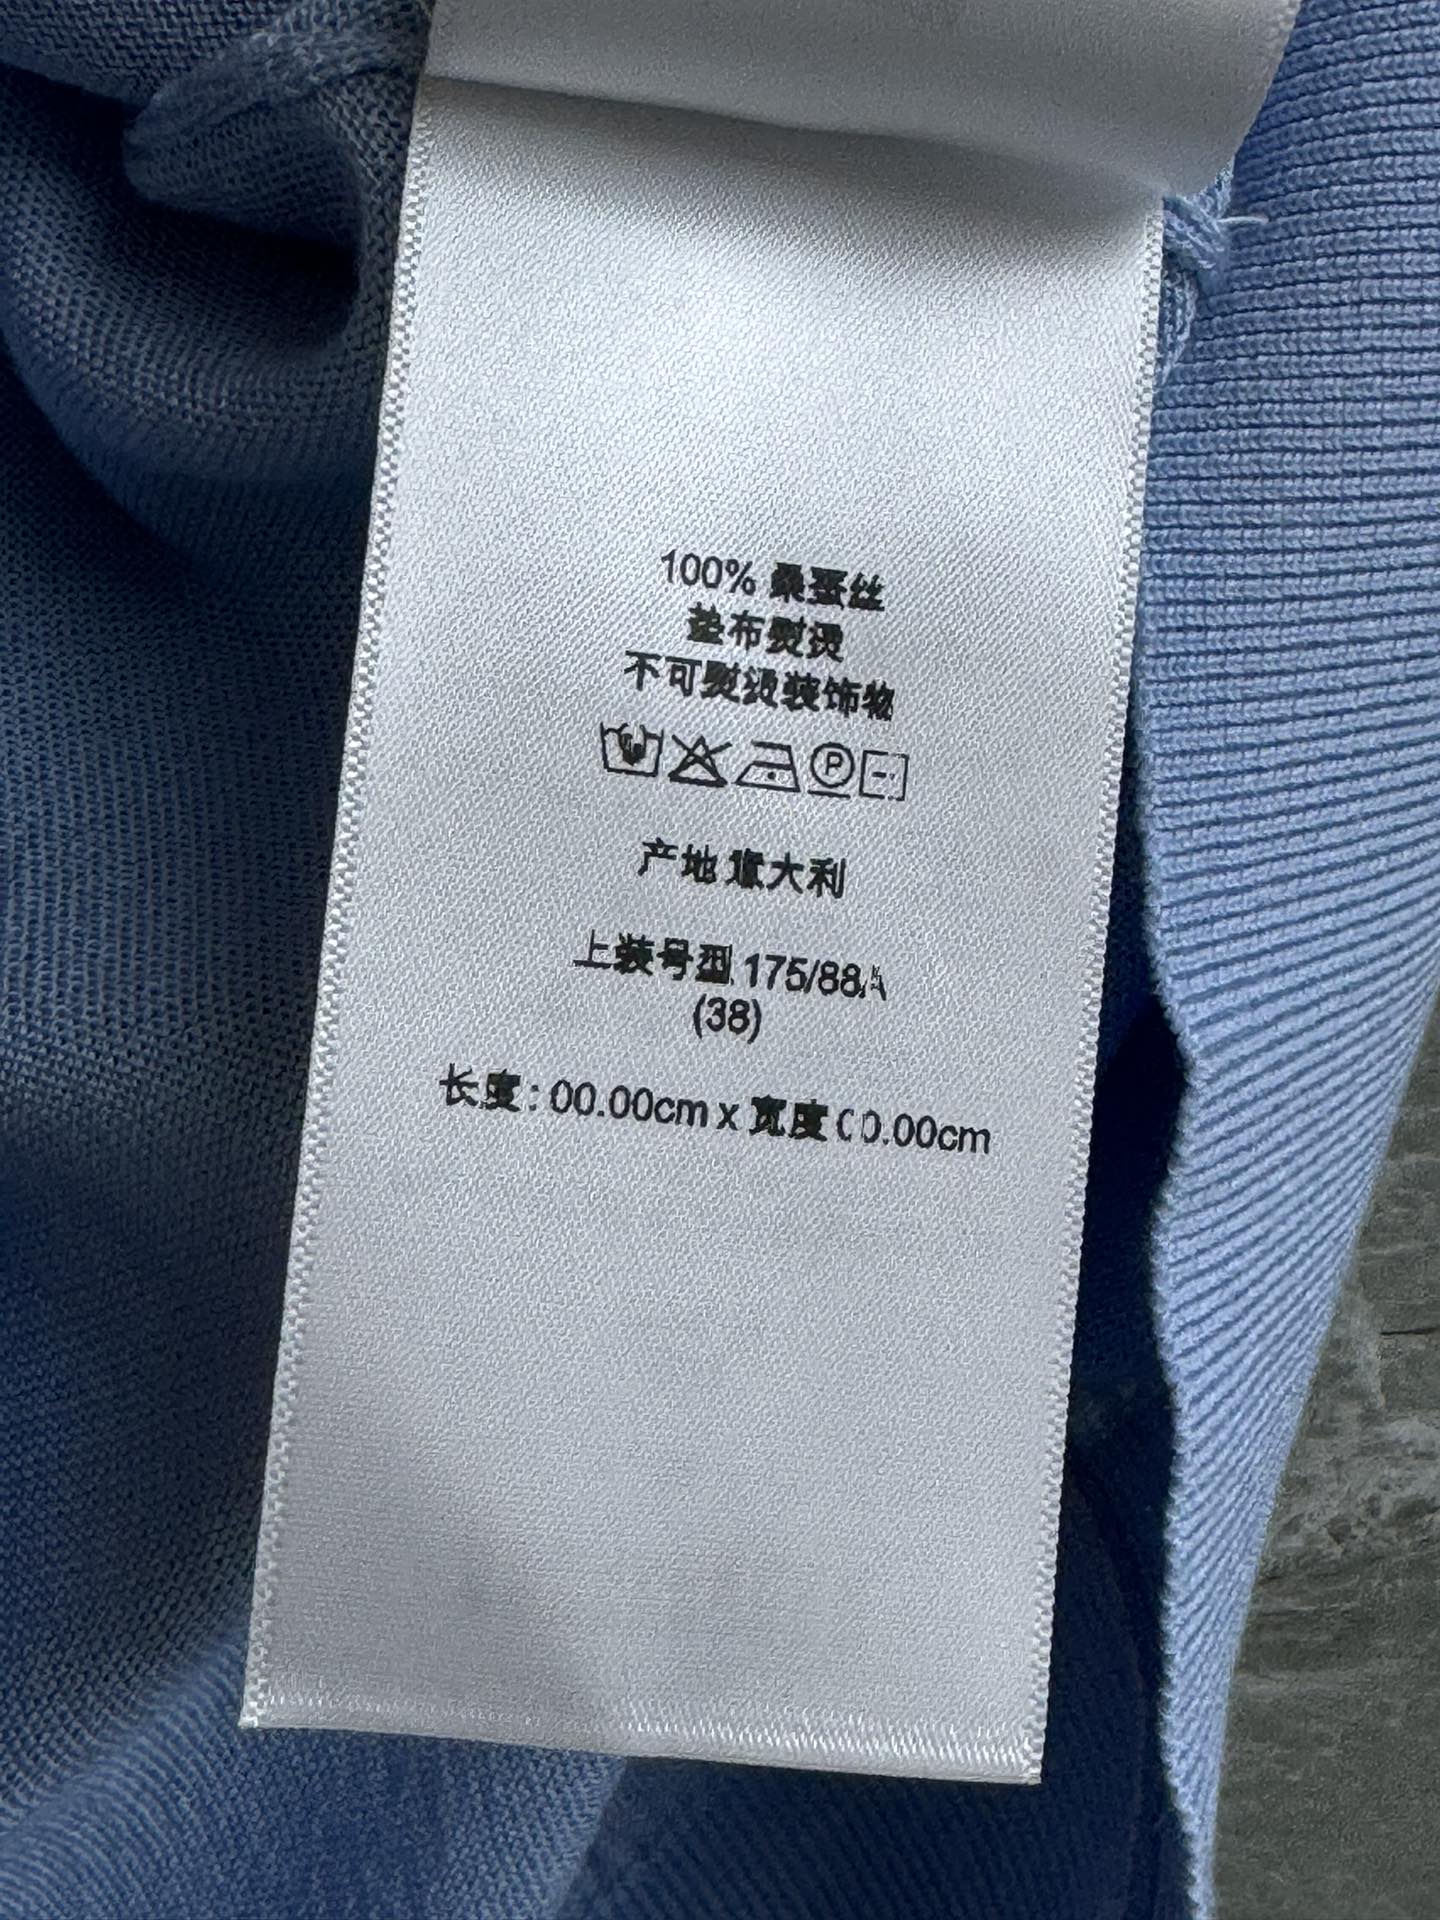 100% 桑蚕丝
垫布熨烫
不可熨烫装饰物
P
产地 意大利
上装号型 175/88A
(38)
长度: 00.00cm x 宽度 00.00cm